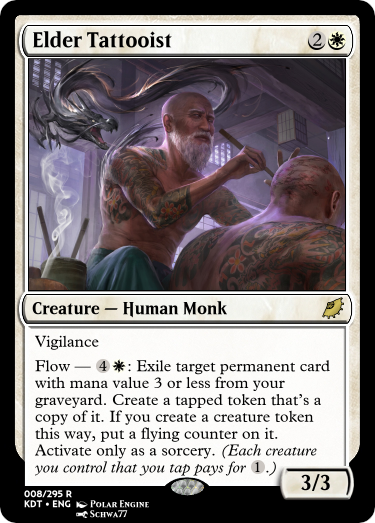 Elder Tattooist 2
Creature — Human Monk
Vigilance
Flow — 4: Exile target permanent card
with mana value 3 or less from your
graveyard. Create a tapped token that's a
copy of it. If you create a creature token
this way, put a flying counter on it.
Activate only as a sorcery. (Each creature
you control that you tap pays for 1.)
3/3
008/295 R
KDT • ENG Polar Engine
Schwa77